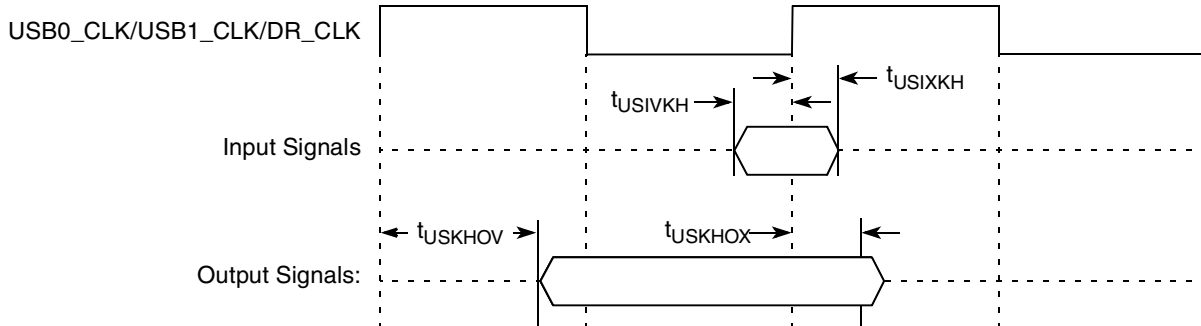 USB0_CLK/USB1_CLK/DR_CLK
tUSIXKH
tUSIVKH
Input Signals
tUSKHOV
tUSKHOX
Output Signals: